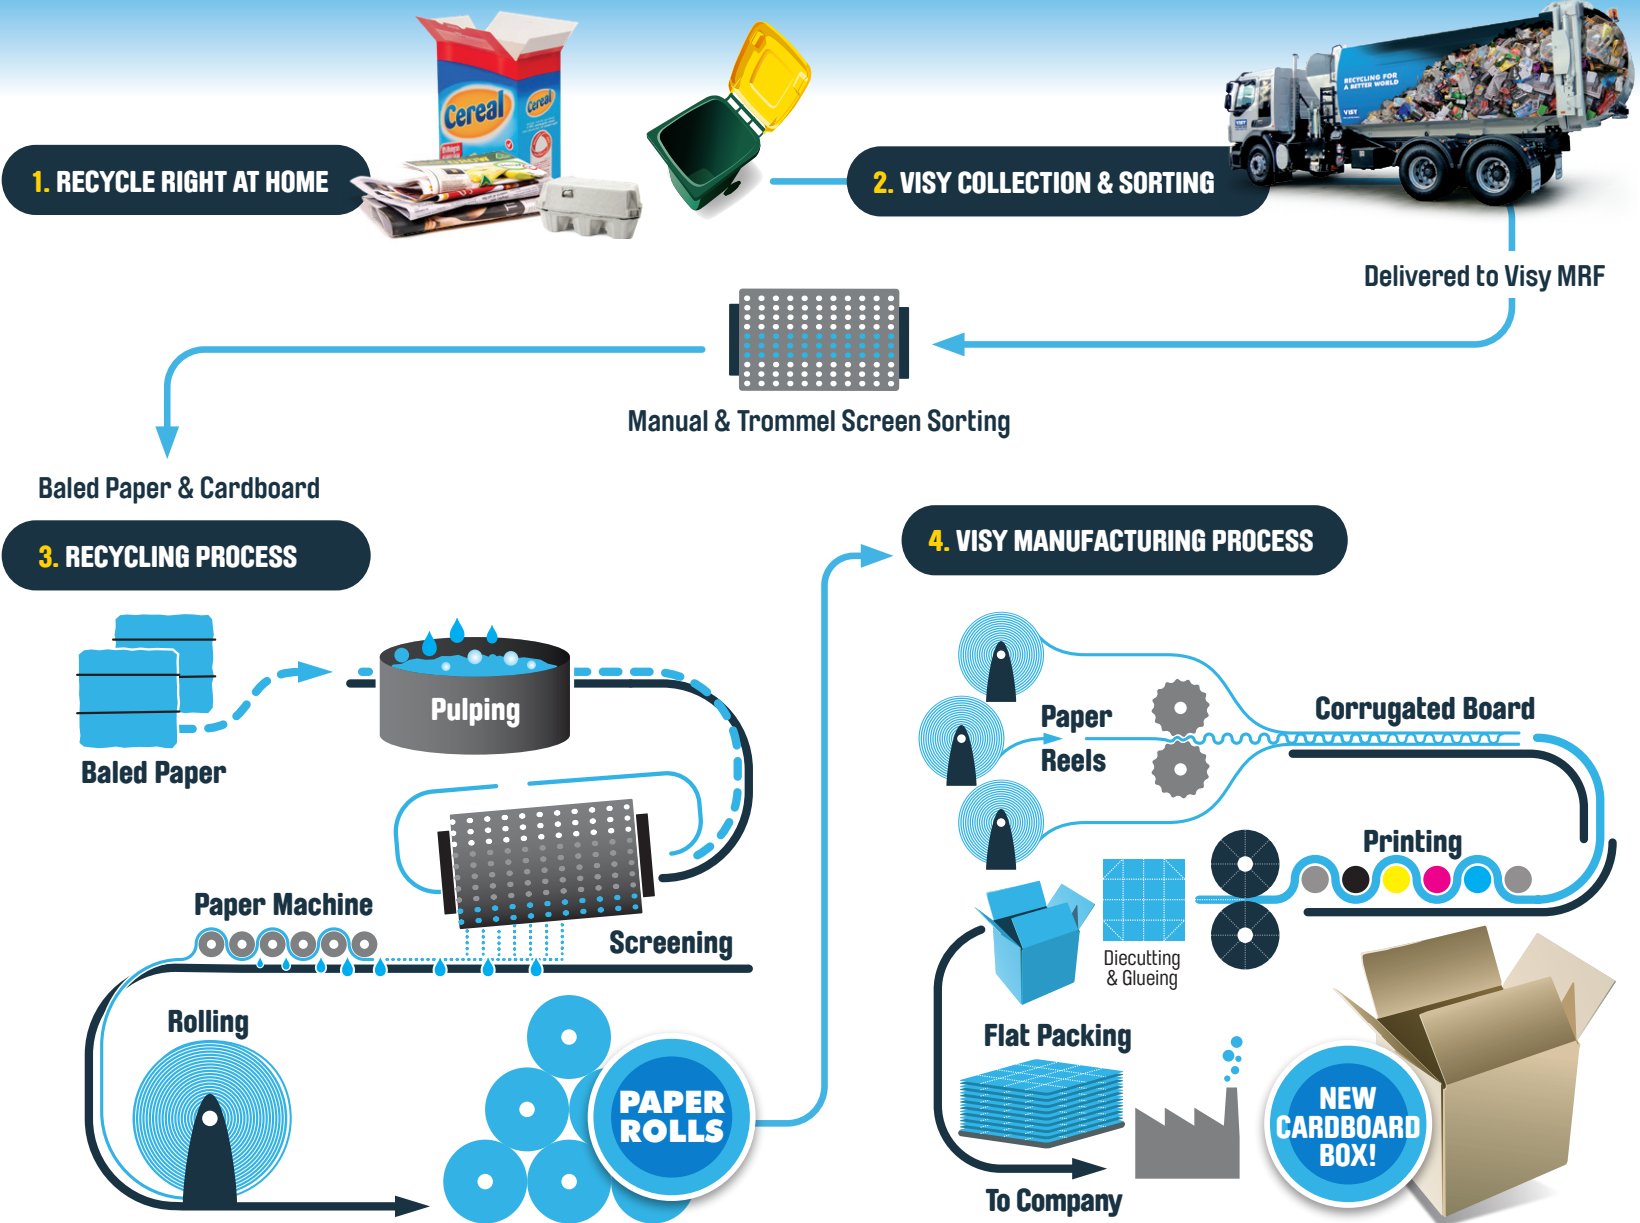 Cereal
Cereal
RECYCLING FOR
A BETTER WORLD
VISY
1. RECYCLE RIGHT AT HOME
2. VISY COLLECTION & SORTING
Delivered to Visy MRF
Manual & Trommel Screen Sorting
Baled Paper & Cardboard
3. RECYCLING PROCESS
Pulping
Baled Paper
Screening
Paper Machine
Rolling
PAPER
ROLLS
4. VISY MANUFACTURING PROCESS
Paper
Reels
Corrugated Board
Printing
Diecutting
& Glueing
Flat Packing
To Company
NEW
CARDBOARD
BOX!